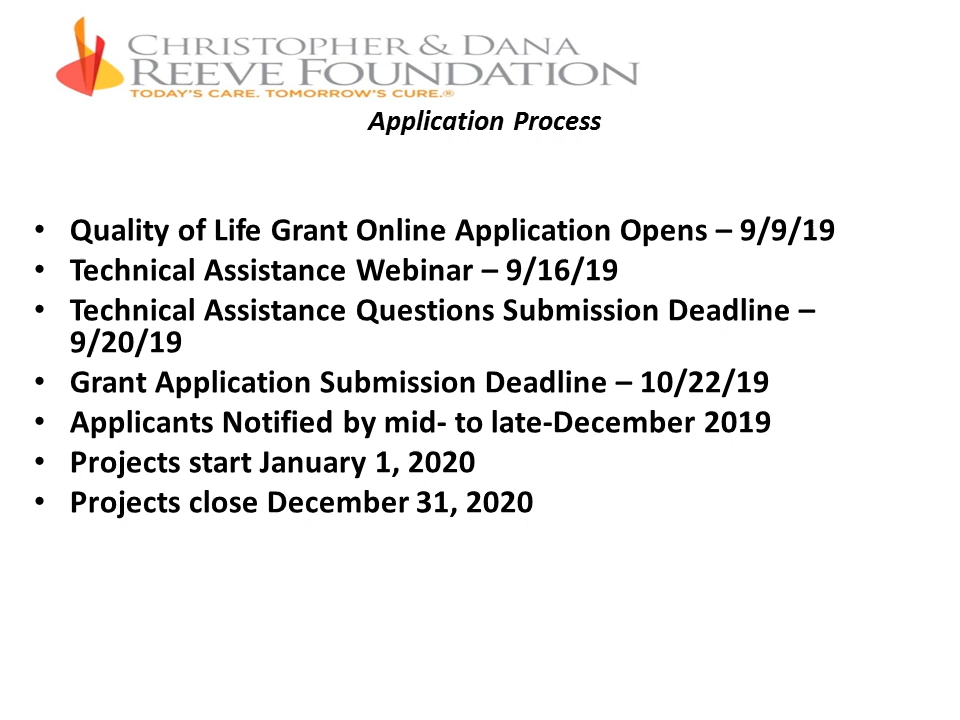 CHRISTOPHER & DANA
REEVE FOUNDATION
TODAY'S CARE. TOMORROW'S CURE.®
Application Process
• Quality of Life Grant Online Application Opens – 9/9/19
• Technical Assistance Webinar – 9/16/19
• Technical Assistance Questions Submission Deadline –
9/20/19
• Grant Application Submission Deadline – 10/22/19
• Applicants Notified by mid- to late-December 2019
• Projects start January 1, 2020
• Projects close December 31, 2020